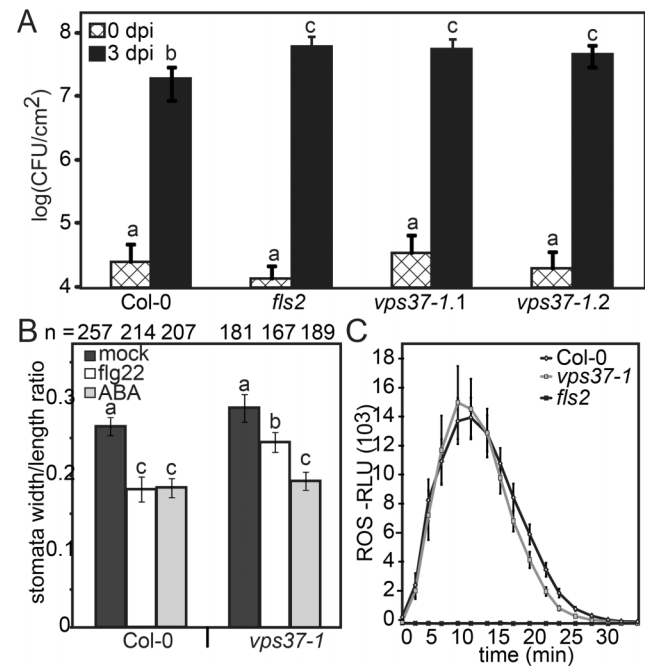 A
0 dpi
3 dpi
log(CFU/cm2)
8
7
6
5
4
a b a c a c a c
Col-0 fls2 vps37-1.1 vps37-1.2
B n = 257 214 207 181 167 189
mock
flg22
ABA
stomata width/length ratio
0.3
0.2
0.1
0
a c c a b c
Col-0 vps37-1
C
Col-0
vps37-1
fls2
ROS -RLU (103)
18
16
14
12
10
8
6
4
2
0
0 5 10 15 20 25 30
time (min)